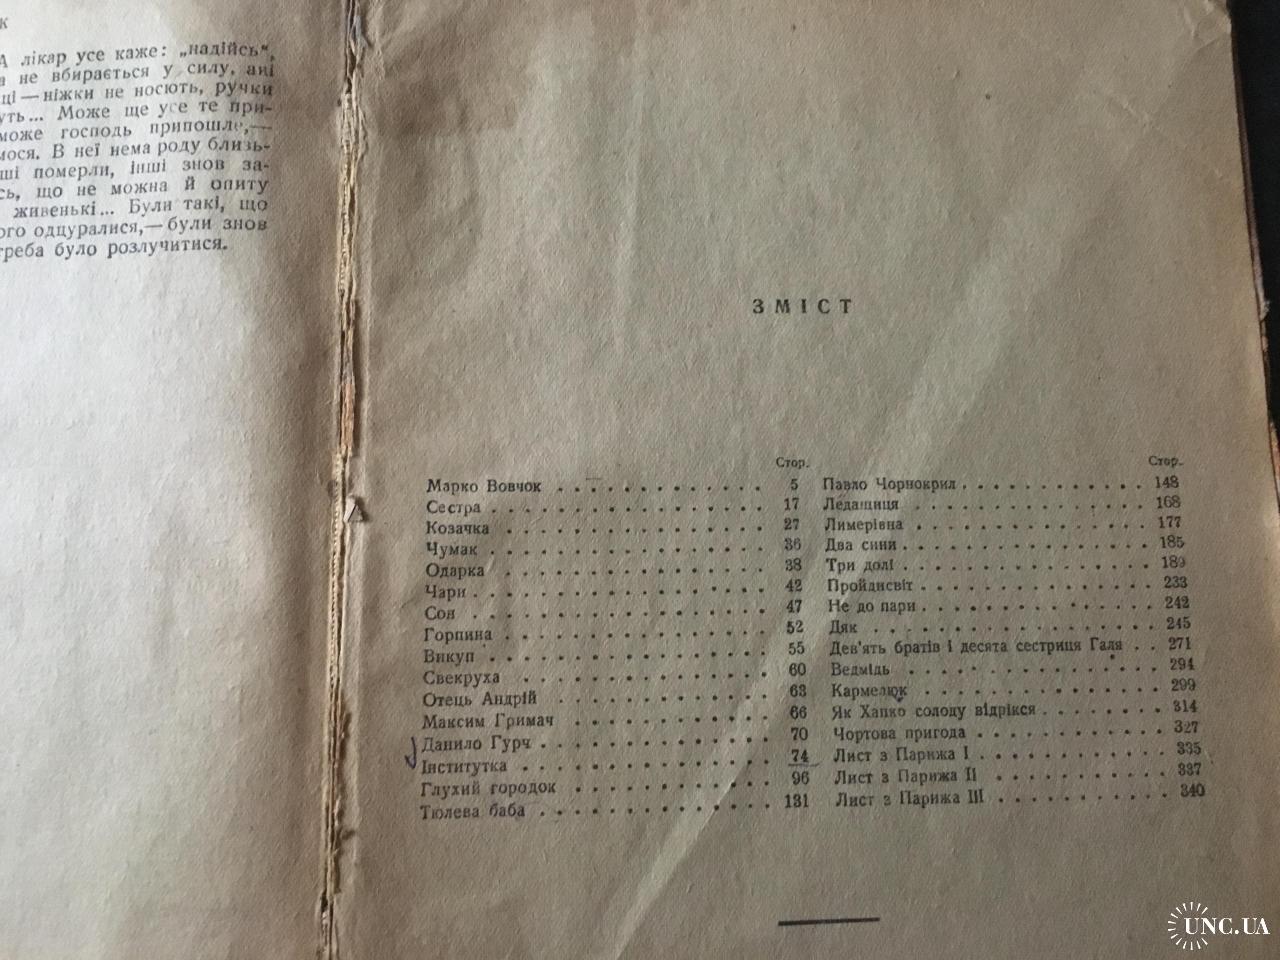 к
А лікар усе каже: „надійсь“,
а не вбирається у силу, ані
ці — ніжки не носють, ручки
уть... Може ще усе те при-
може господь припошле,—
мося. В неї нема роду близь-
ші померли, інші знов за-
сь, що не можна й опиту
живенькі... Були такі, що
ого одцуралися,— були знов
треба було розлучитися.
ЗМІСТ
Стор.
Марко Вовчок . . . . . . . . . . . . 5
Сестра . . . . . . . . . . . . . . . 17
Козачка . . . . . . . . . . . . . . 27
Чумак . . . . . . . . . . . . . . . 36
Одарка . . . . . . . . . . . . . . 38
Чари . . . . . . . . . . . . . . . . 42
Сон . . . . . . . . . . . . . . . . 47
Горпина . . . . . . . . . . . . . . 52
Викуп . . . . . . . . . . . . . . . 55
Свекруха . . . . . . . . . . . . . 60
Отець Андрій . . . . . . . . . . . 63
Максим Гримач . . . . . . . . . . . 66
Данило Гурч . . . . . . . . . . . . 70
Інститутка . . . . . . . . . . . . . 74
Глухий городок . . . . . . . . . . . 96
Тюлева баба . . . . . . . . . . . . 131
Стор.
Павло Чорнокрил . . . . . . . . . . . 148
Ледащиця . . . . . . . . . . . . . 168
Лимерівна . . . . . . . . . . . . . 177
Два сини . . . . . . . . . . . . . . 185
Три долі . . . . . . . . . . . . . . 189
Пройдисвіт . . . . . . . . . . . . . 233
Не до пари . . . . . . . . . . . . . 242
Дяк . . . . . . . . . . . . . . . . 245
Дев'ять братів і десята сестриця Галя . . 271
Ведмідь . . . . . . . . . . . . . . 294
Кармелюк . . . . . . . . . . . . . 299
Як Хапко солоду відрікся . . . . . . . 314
Чортова пригода . . . . . . . . . . . 327
Лист з Парижа I . . . . . . . . . . . 335
Лист з Парижа II . . . . . . . . . . 337
Лист з Парижа III . . . . . . . . . . 340
UNC.UA